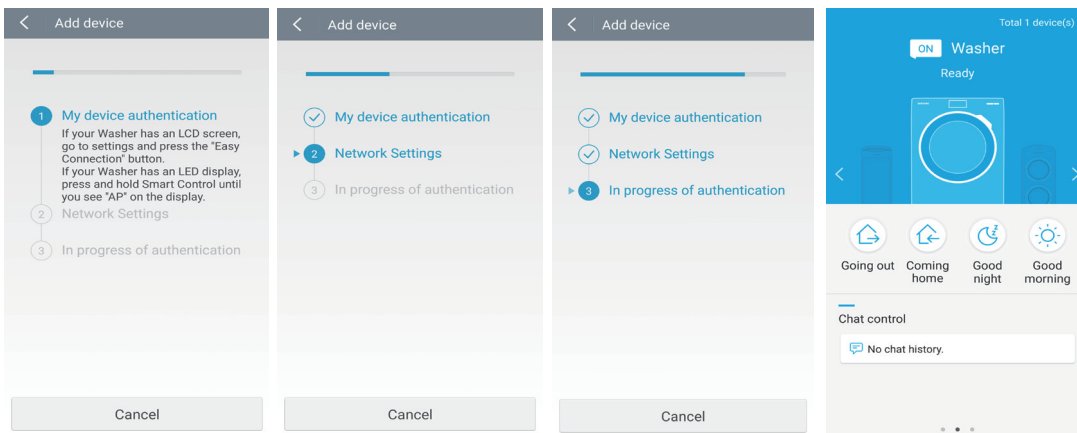 Add device
1 My device authentication
If your Washer has an LCD screen,
go to settings and press the "Easy
Connection" button.
If your Washer has an LED display,
press and hold Smart Control until
you see "AP" on the display.
2 Network Settings
3 In progress of authentication
Cancel
Add device
My device authentication
2 Network Settings
3 In progress of authentication
Cancel
Add device
My device authentication
Network Settings
3 In progress of authentication
Cancel
Total 1 device(s)
ON Washer
Ready
Going out
Coming
home
Good
night
Good
morning
Chat control
No chat history.